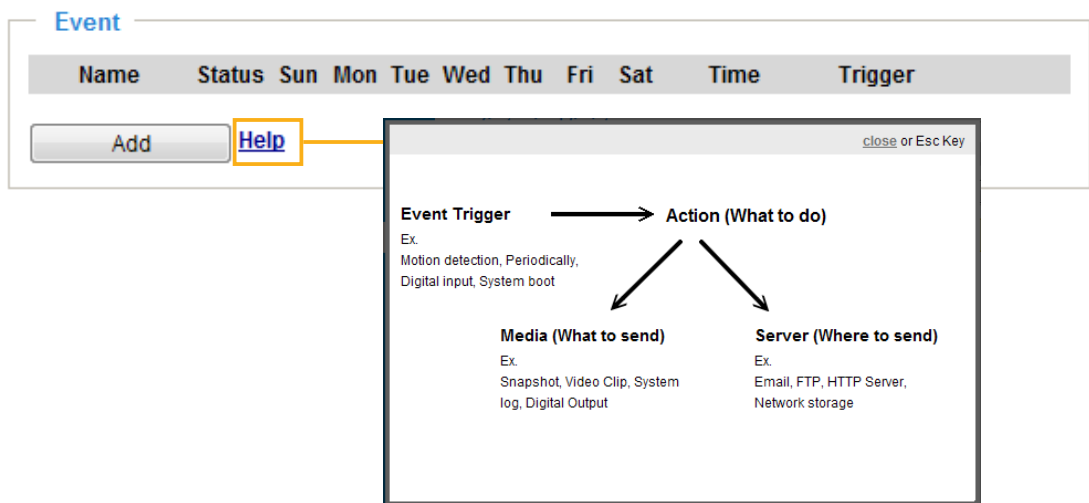 Event
Name Status Sun Mon Tue Wed Thu Fri Sat Time Trigger
Add Help
close or Esc Key
Event Trigger
Ex.
Motion detection, Periodically,
Digital input, System boot
Action (What to do)
Media (What to send)
Ex.
Snapshot, Video Clip, System
log, Digital Output
Server (Where to send)
Ex.
Email, FTP, HTTP Server,
Network storage